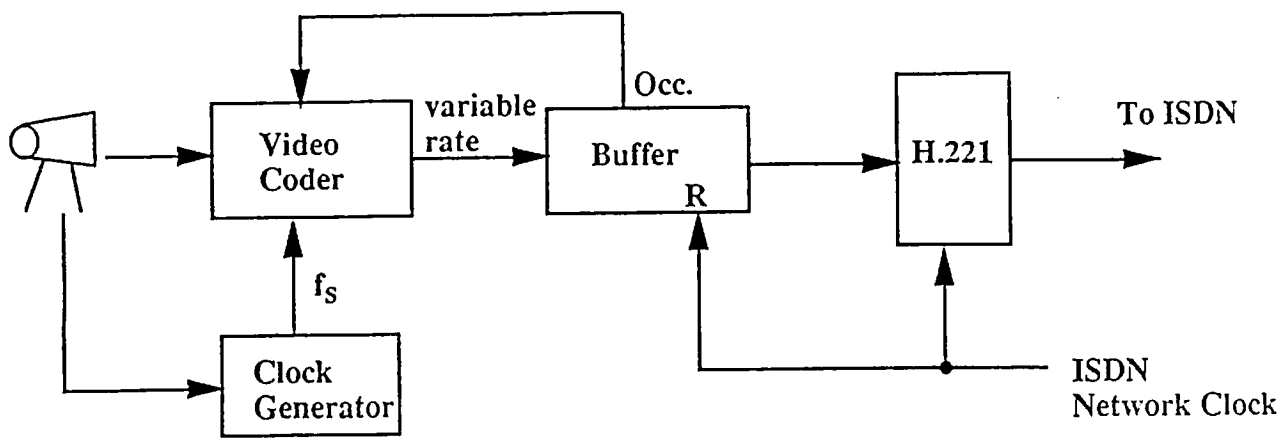 Occ.
variable
rate
Video
Coder
Buffer
R
H.221
To ISDN
fS
Clock
Generator
ISDN
Network Clock